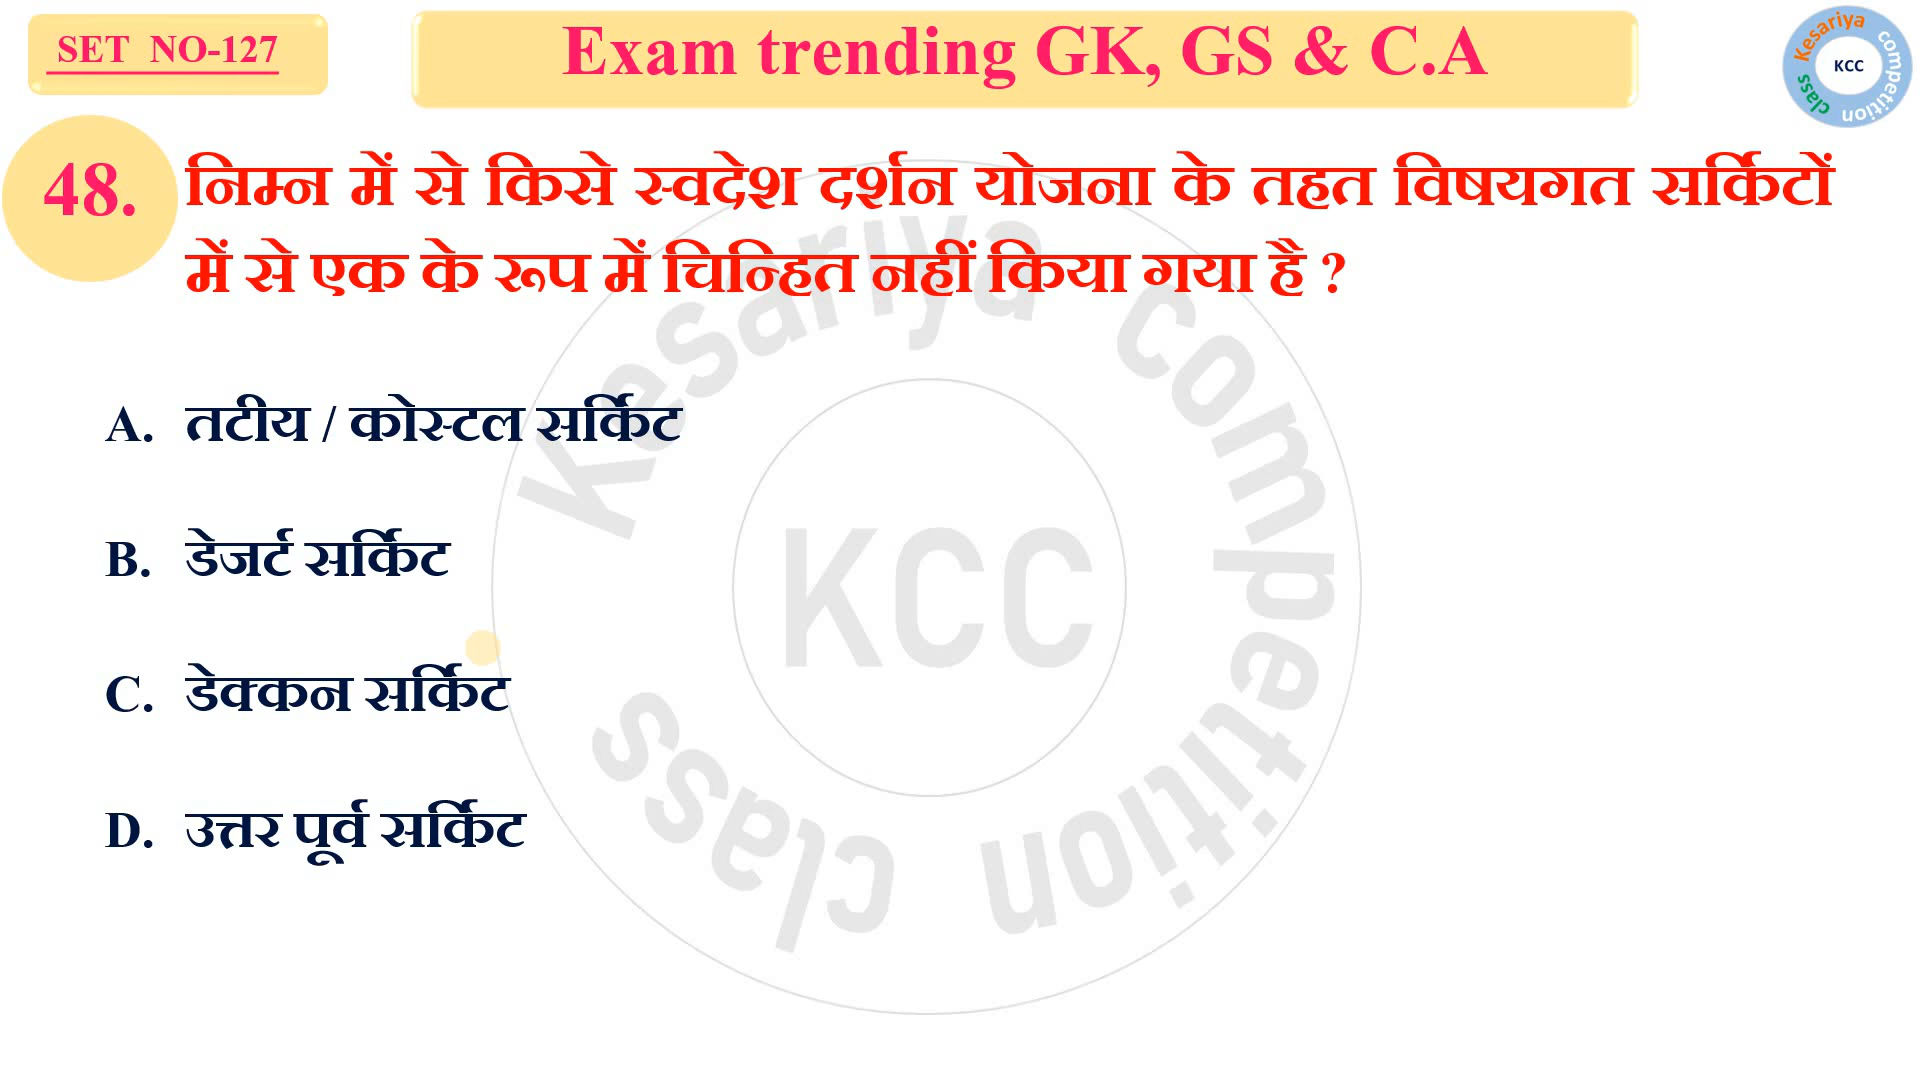 SET NO-127
Exam trending GK, GS & C.A
Kesariya competition class
KCC
48. निम्न में से किसे स्वदेश दर्शन योजना के तहत विषयगत सर्किटों
में से एक के रूप में चिन्हित नहीं किया गया है ?
A. तटीय / कोस्टल सर्किट
B. डेजर्ट सर्किट
C. डेक्कन सर्किट
D. उत्तर पूर्व सर्किट
Kesariya competition class
KCC